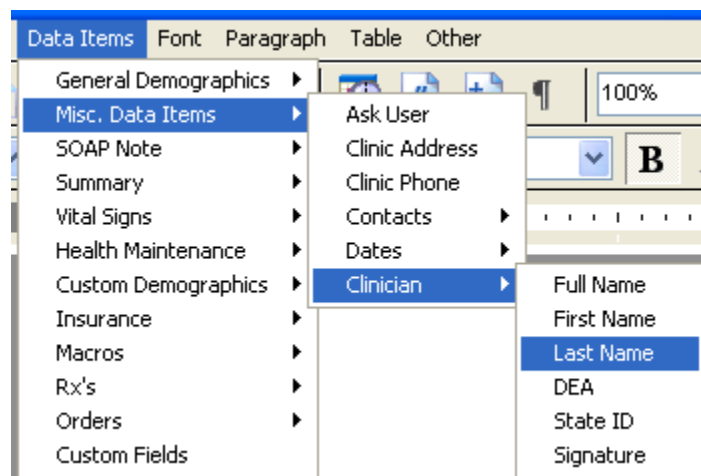 Data Items Font Paragraph Table Other
General Demographics
100%
Misc. Data Items
Ask User
SOAP Note
Clinic Address
B
Summary
Clinic Phone
Vital Signs
Contacts
Health Maintenance
Dates
Custom Demographics
Clinician
Full Name
Insurance
First Name
Macros
Last Name
Rx's
DEA
Orders
State ID
Custom Fields
Signature